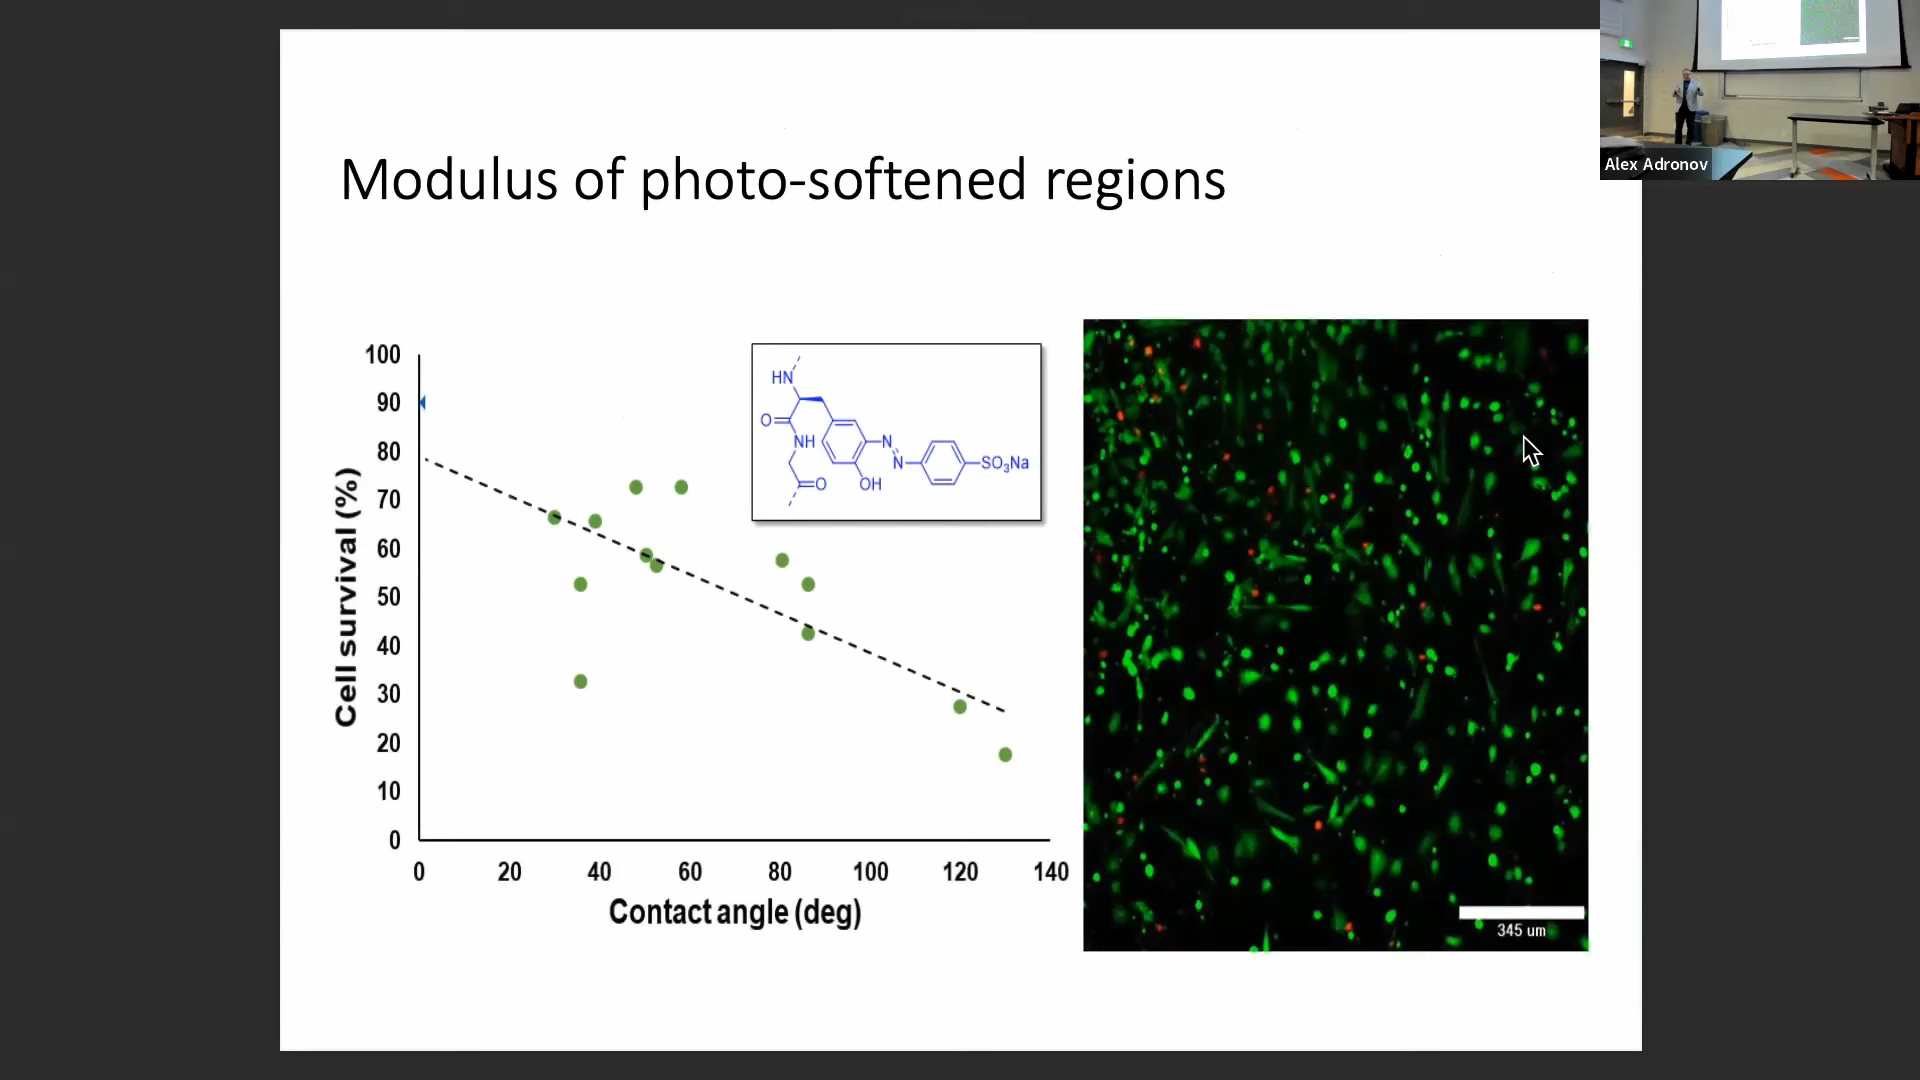 Alex Adronov
Modulus of photo-softened regions
Cell survival (%)
100
90
80
70
60
50
40
30
20
10
0
0 20 40 60 80 100 120 140
Contact angle (deg)
HN
O
NH
O
N
N
OH
SO₃Na
345 um